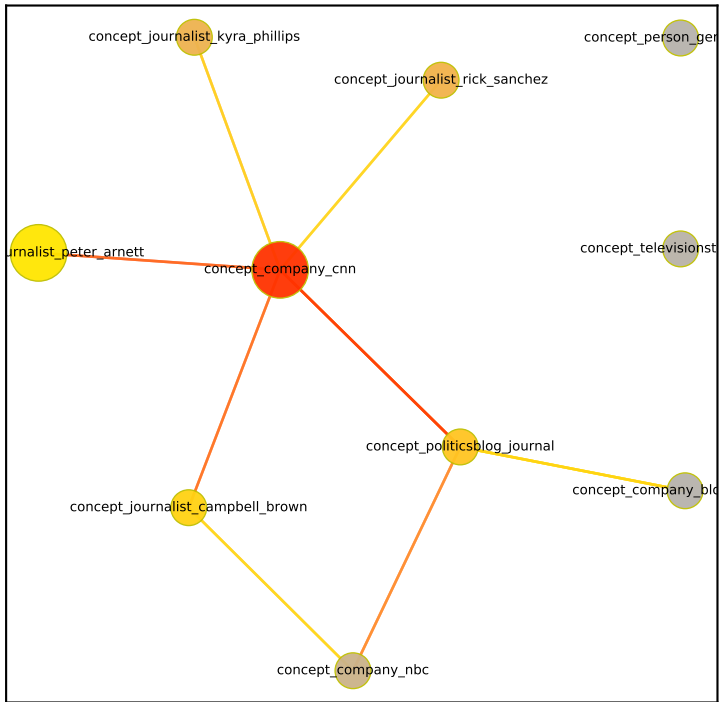 concept_journalist_kyra_phillips
concept_person_ger
concept_journalist_rick_sanchez
concept_televisionst
urnalist_peter_arnett
concept_company_cnn
concept_politicsblog_journal
concept_company_blo
concept_journalist_campbell_brown
concept_company_nbc